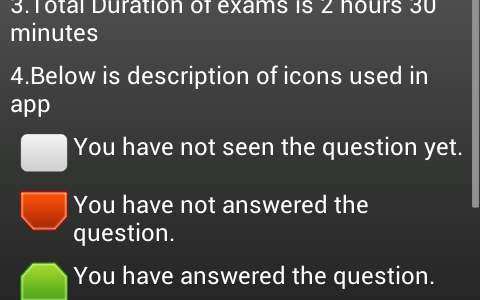 3.Total Duration of exams is 2 hours 30
minutes
4.Below is description of icons used in
app
You have not seen the question yet.
You have not answered the
question.
You have answered the question.